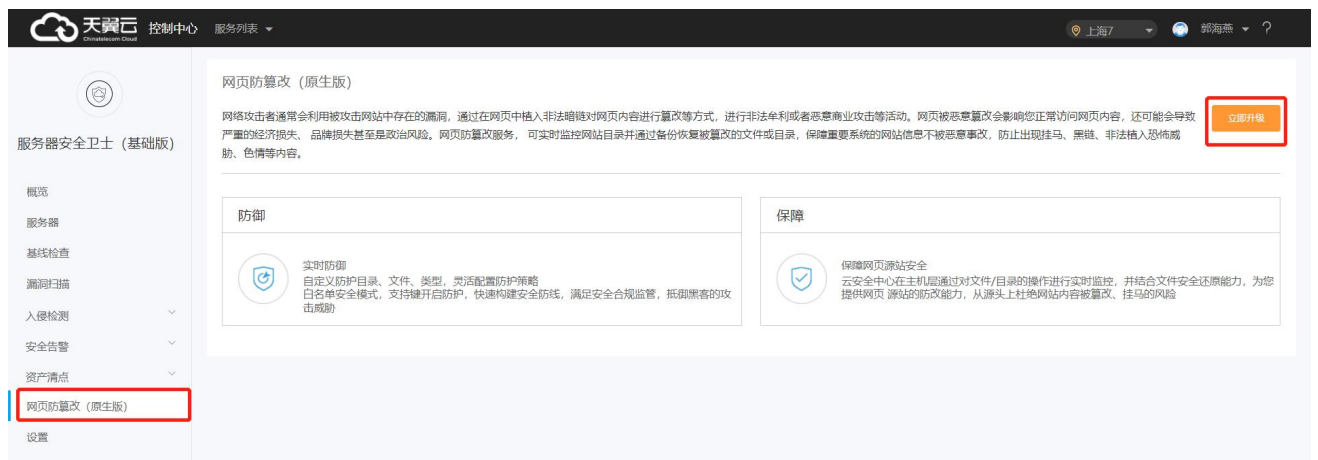 天翼云 控制中心 服务列表 上海7 郭海燕 ?
Chinatelecom Cloud
服务器安全卫士（基础版）
概览
服务器
基线检查
漏洞扫描
入侵检测
安全告警
资产清点
网页防篡改（原生版）
设置
网页防篡改（原生版）
网络攻击者通常会利用被攻击网站中存在的漏洞，通过在网页中植入非法暗链对网页内容进行篡改等方式，进行非法牟利或者恶意商业攻击等活动。网页被恶意篡改会影响您正常访问网页内容，还可能会导致
严重的经济损失、 品牌损失甚至是政治风险。网页防篡改服务， 可实时监控网站目录并通过备份恢复被篡改的文件或目录，保障重要系统的网站信息不被恶意事改，防止出现挂马、黑链、非法植入恐怖威
胁、色情等内容。
立即升级
防御
实时防御
自定义防护目录、文件、类型，灵活配置防护策略
白名单安全模式，支持键开启防护，快速构建安全防线，满足安全合规监管，抵御黑客的攻
击威胁
保障
保障网页源站安全
云安全中心在主机层通过对文件/目录的操作进行实时监控，并结合文件安全还原能力，为您
提供网页 源站的防改能力，从源头上杜绝网站内容被篡改、挂马的风险